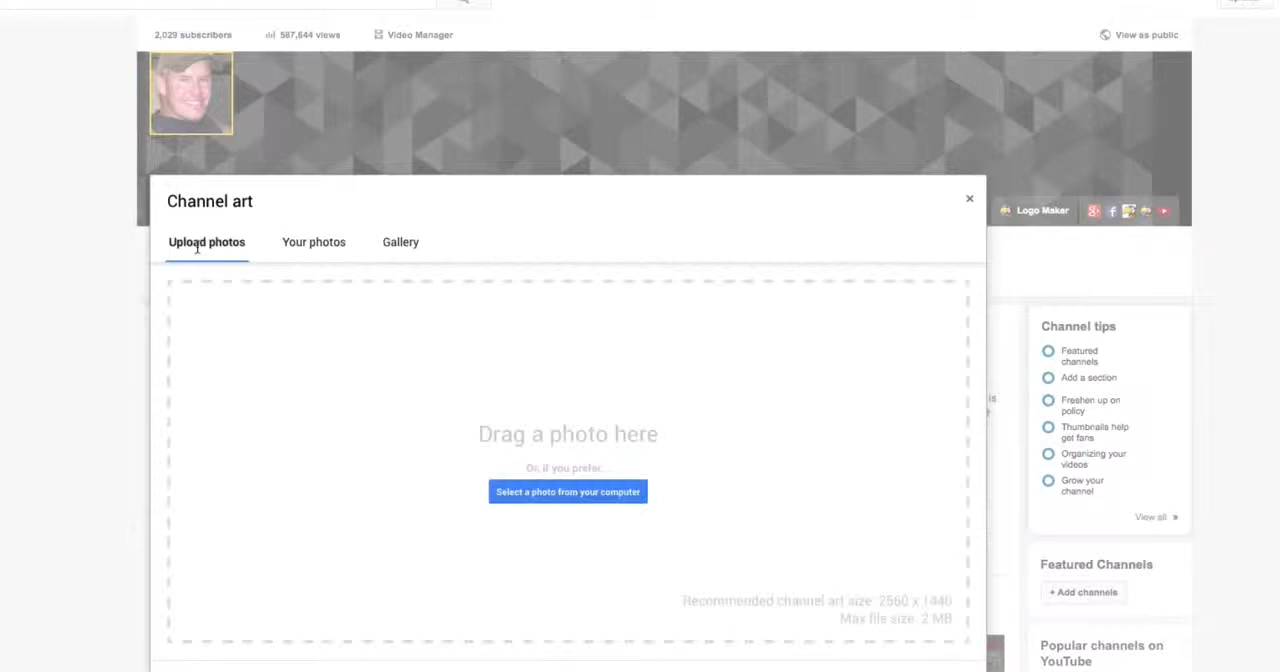 2,029 subscribers
587,644 views
Video Manager
View as public
Channel art
×
Logo Maker
Upload photos
Your photos
Gallery
Channel tips
Featured
channels
Add a section
Freshen up on
policy
is
Thumbnails help
get fans
Drag a photo here
Organizing your
videos
Or, if you prefer...
Grow your
channel
Select a photo from your computer
View all »
Featured Channels
+ Add channels
Recommended channel art size: 2560 x 1440
Max file size: 2 MB
Popular channels on
YouTube